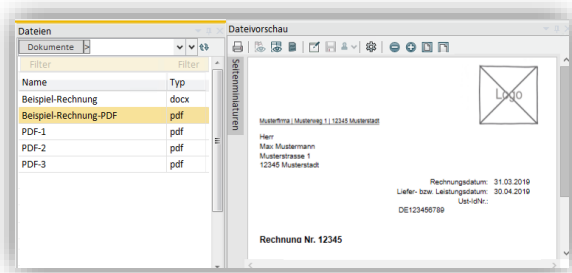 Dateien
Dokumente
Filter Filter
Name Typ
Beispiel-Rechnung docx
Beispiel-Rechnung-PDF pdf
PDF-1 pdf
PDF-2 pdf
PDF-3 pdf
Dateivorschau
Seitenminiaturen
Logo
Musterfirma | Musterweg 1 | 12345 Musterstadt
Herr
Max Mustermann
Musterstrasse 1
12345 Musterstadt
Rechnungsdatum: 31.03.2019
Liefer- bzw. Leistungsdatum: 30.04.2019
Ust-IdNr.:
DE123456789
Rechnung Nr. 12345